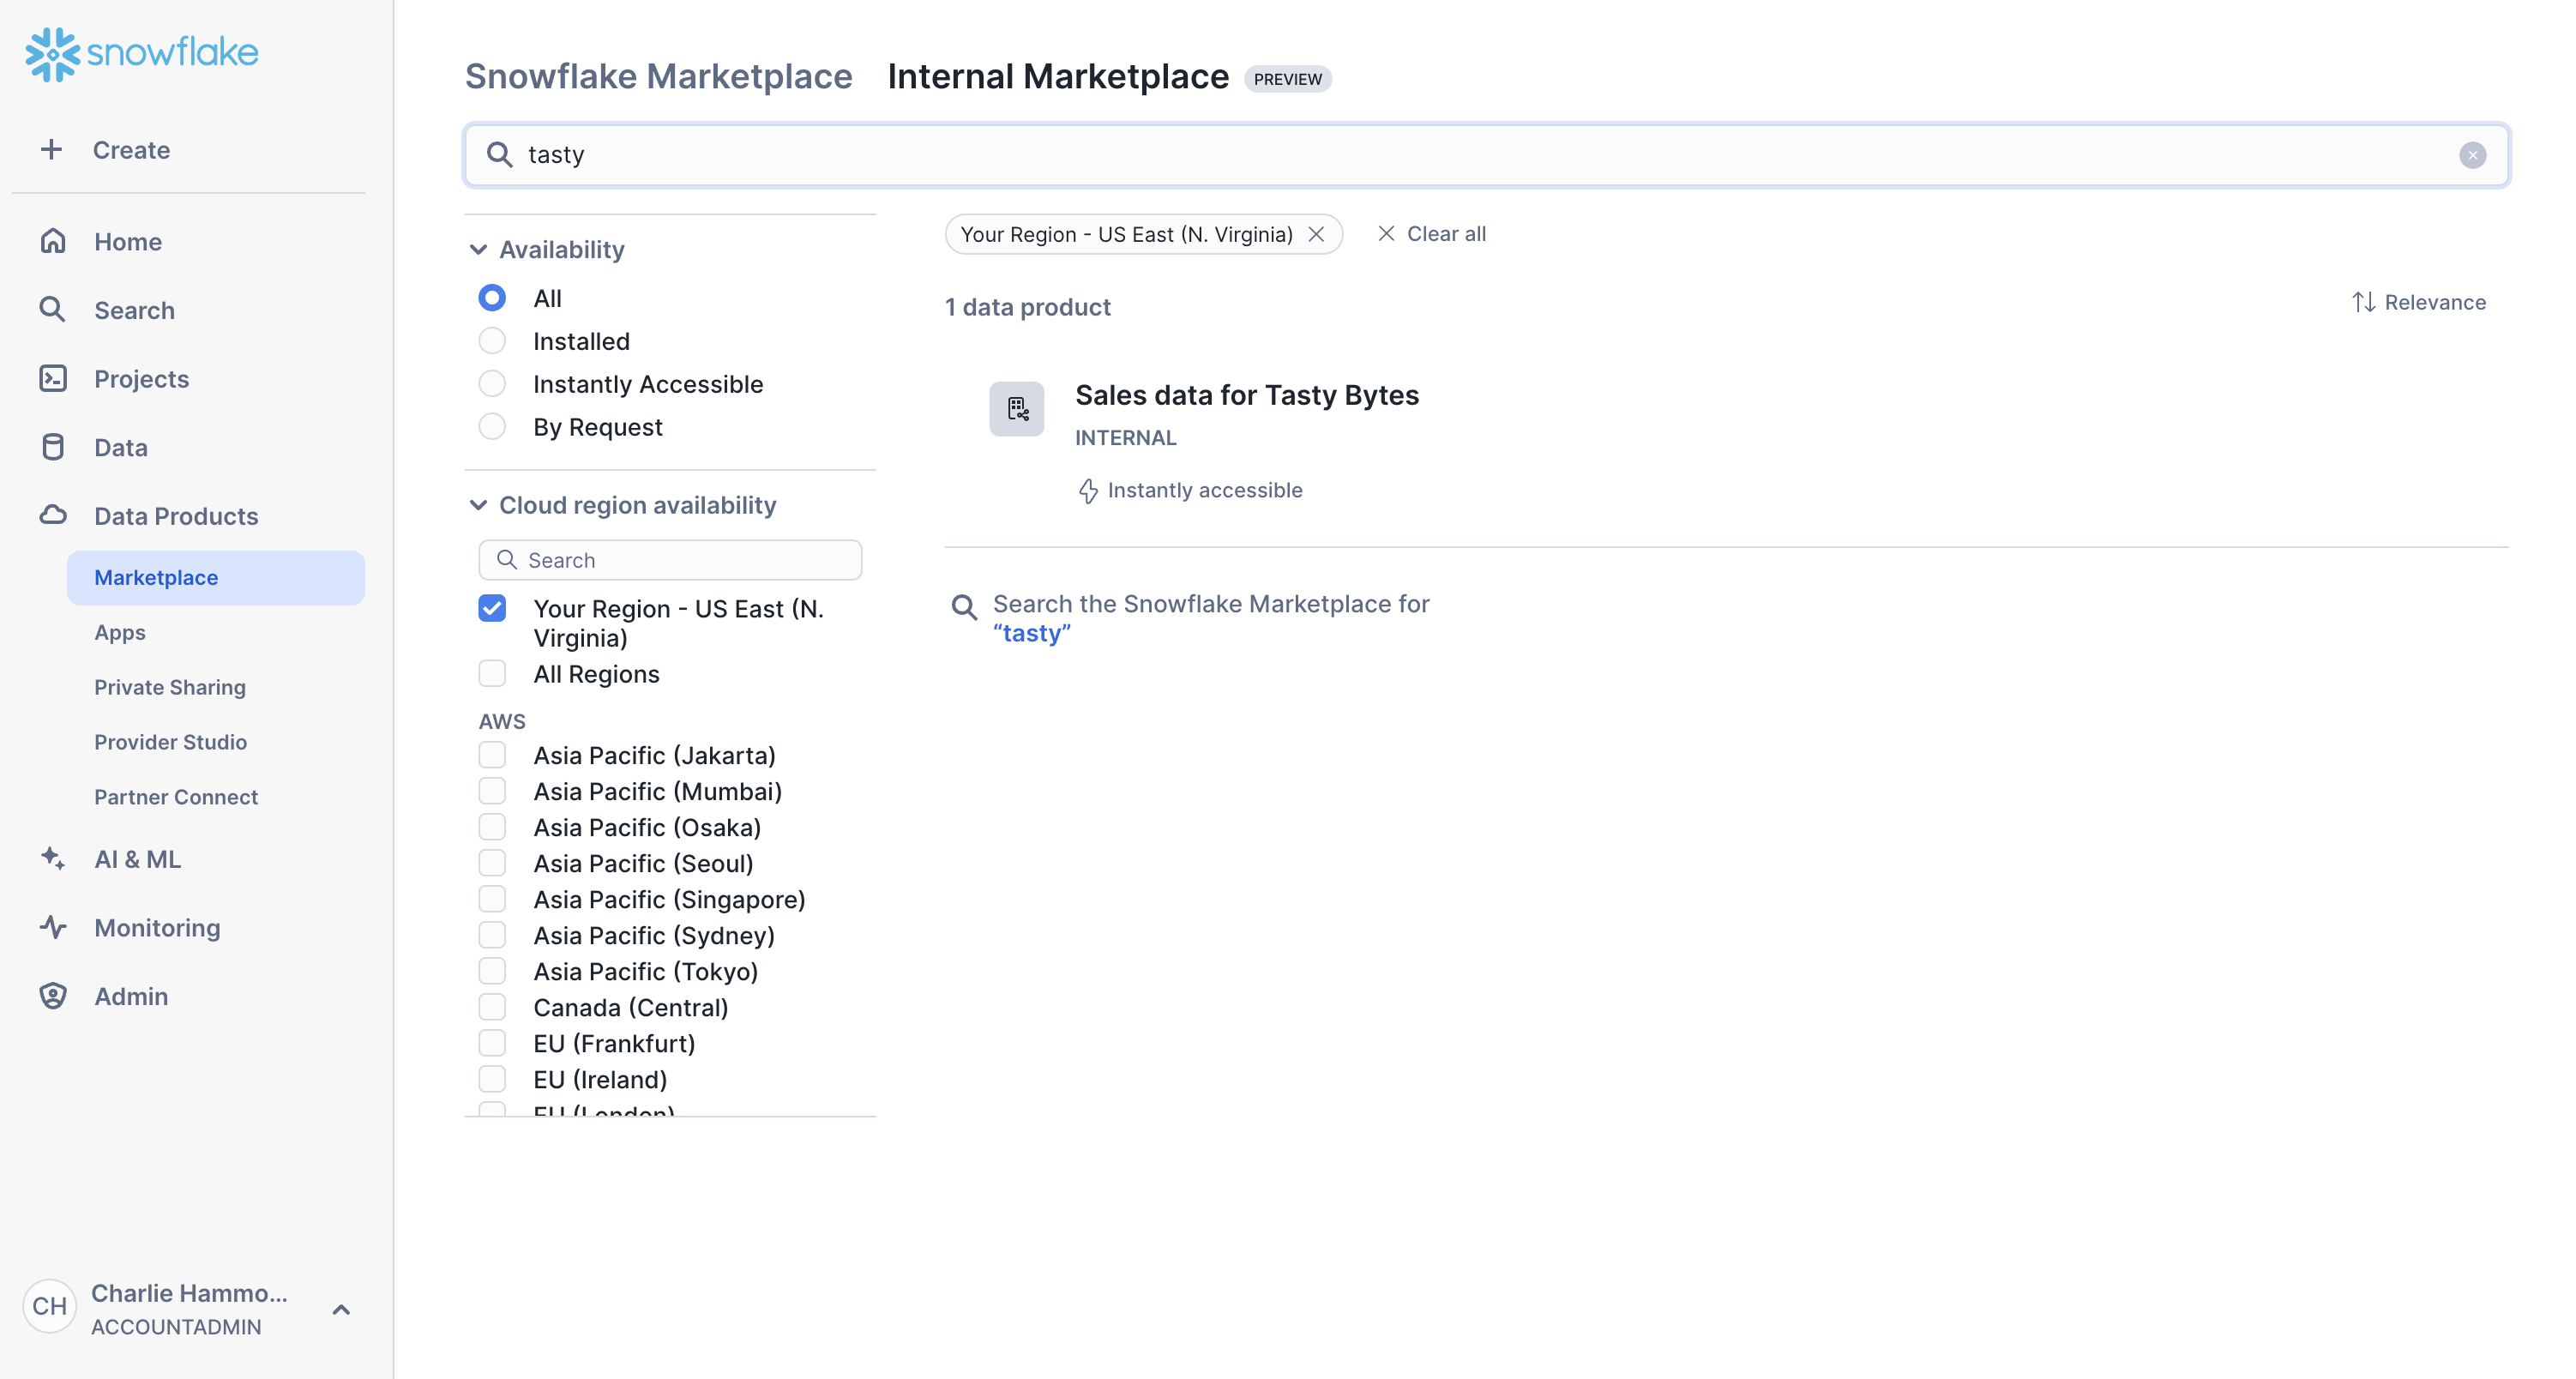 snowflake
Create
Home
Search
Projects
Data
Data Products
Marketplace
Apps
Private Sharing
Provider Studio
Partner Connect
AI & ML
Monitoring
Admin
CH
Charlie Hammo...
ACCOUNTADMIN
Snowflake Marketplace Internal Marketplace PREVIEW
tasty
Availability
All
Installed
Instantly Accessible
By Request
Cloud region availability
Search
Your Region - US East (N.
Virginia)
All Regions
AWS
Asia Pacific (Jakarta)
Asia Pacific (Mumbai)
Asia Pacific (Osaka)
Asia Pacific (Seoul)
Asia Pacific (Singapore)
Asia Pacific (Sydney)
Asia Pacific (Tokyo)
Canada (Central)
EU (Frankfurt)
EU (Ireland)
EU (London)
Your Region - US East (N. Virginia) Clear all
1 data product
Relevance
Sales data for Tasty Bytes
INTERNAL
Instantly accessible
Search the Snowflake Marketplace for
“tasty”